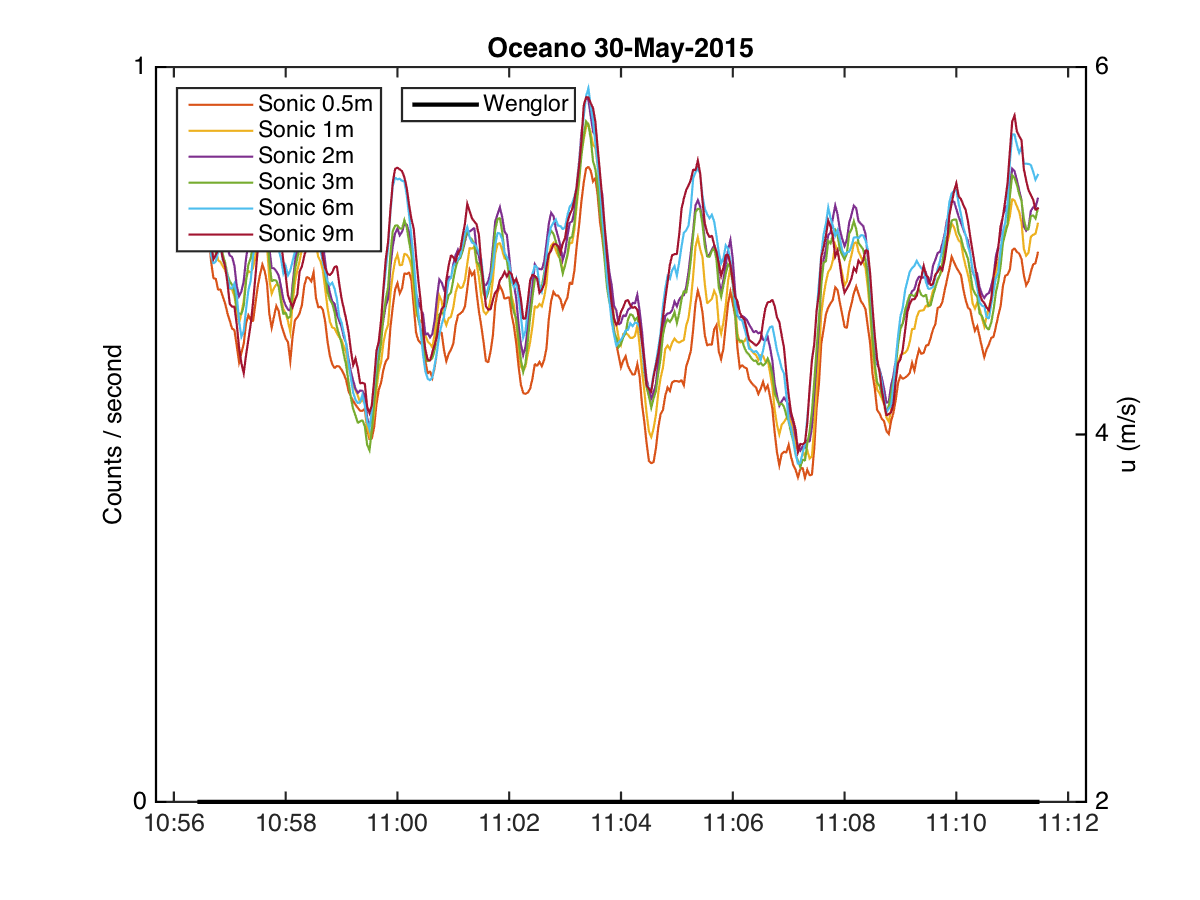 Oceano 30-May-2015
1
6
Sonic 0.5m
Wenglor
Sonic 1m
Sonic 2m
Sonic 3m
Sonic 6m
Sonic 9m
Counts / second
4
u (m/s)
0
2
10:56 10:58 11:00 11:02 11:04 11:06 11:08 11:10 11:12